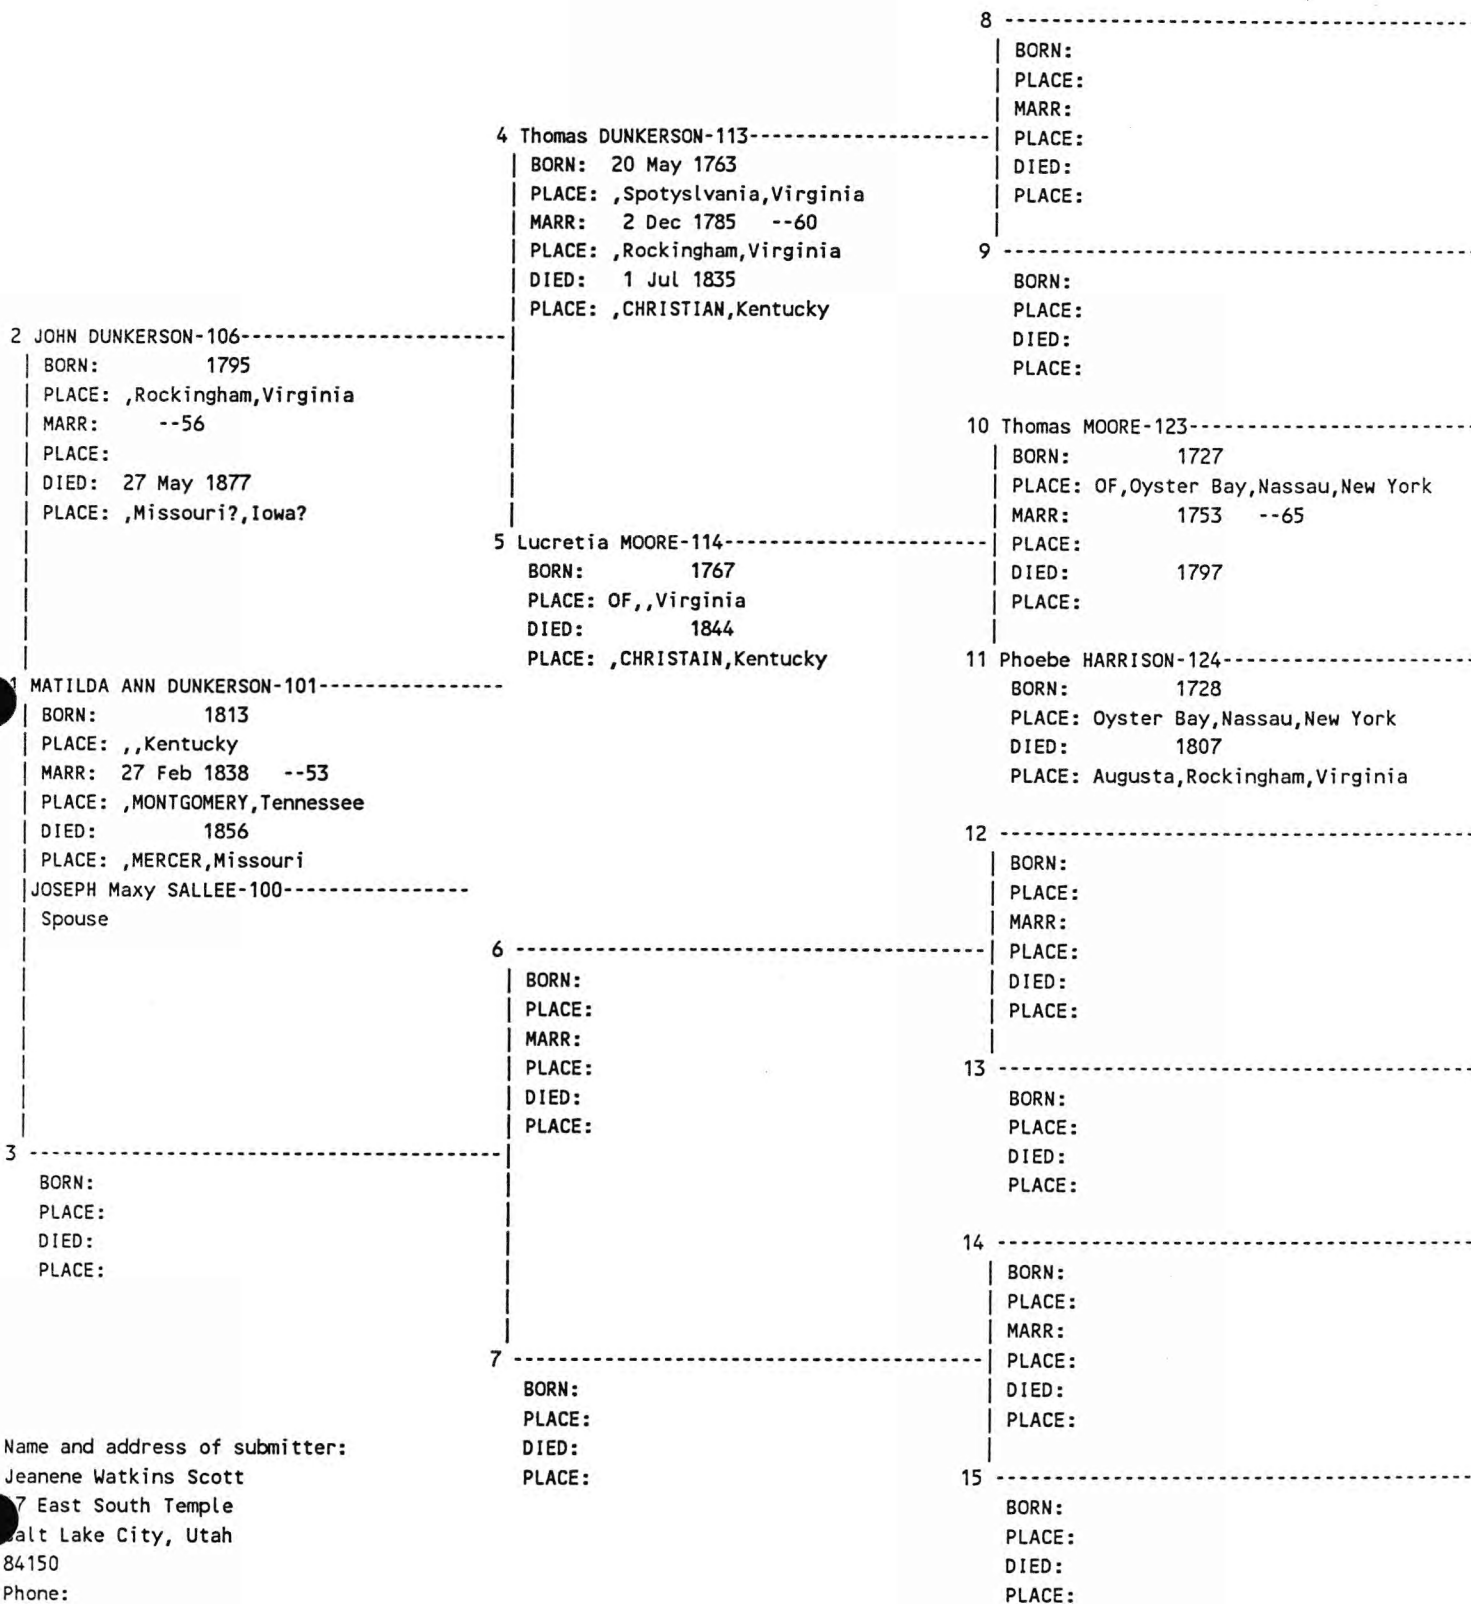 8 ----------------------------------------
| BORN:
| PLACE:
| MARR:
4 Thomas DUNKERSON-113---------------------| PLACE:
| BORN: 20 May 1763 | DIED:
| PLACE: ,Spotyslvania,Virginia | PLACE:
| MARR: 2 Dec 1785 --60 |
| PLACE: ,Rockingham,Virginia 9 ----------------------------------------
| DIED: 1 Jul 1835 BORN:
| PLACE: ,CHRISTIAN,Kentucky PLACE:
2 JOHN DUNKERSON-106-----------------------| DIED:
| BORN: 1795 | PLACE:
| PLACE: ,Rockingham,Virginia
| MARR: --56 10 Thomas MOORE-123------------------------
| PLACE: | BORN: 1727
| DIED: 27 May 1877 | PLACE: OF,Oyster Bay,Nassau,New York
| PLACE: ,Missouri?,Iowa? | MARR: 1753 --65
5 Lucretia MOORE-114-----------------------| PLACE:
BORN: 1767 | DIED: 1797
PLACE: OF,,Virginia | PLACE:
DIED: 1844 |
PLACE: ,CHRISTAIN,Kentucky 11 Phoebe HARRISON-124---------------------
1 MATILDA ANN DUNKERSON-101---------------- BORN: 1728
| BORN: 1813 PLACE: Oyster Bay,Nassau,New York
| PLACE: ,,Kentucky DIED: 1807
| MARR: 27 Feb 1838 --53 PLACE: Augusta,Rockingham,Virginia
| PLACE: ,MONTGOMERY,Tennessee
| DIED: 1856 12 ----------------------------------------
| PLACE: ,MERCER,Missouri | BORN:
|JOSEPH Maxy SALLEE-100---------------- | PLACE:
| Spouse | MARR:
6 -----------------------------------------| PLACE:
| BORN: | DIED:
| PLACE: | PLACE:
| MARR: |
| PLACE: 13 ----------------------------------------
| DIED: BORN:
| PLACE: PLACE:
3 -----------------------------------------| DIED:
BORN: PLACE:
PLACE:
DIED: 14 ----------------------------------------
PLACE: | BORN:
| PLACE:
| MARR:
7 -----------------------------------------| PLACE:
BORN: | DIED:
PLACE: | PLACE:
Name and address of submitter: DIED: |
Jeanene Watkins Scott PLACE: 15 ----------------------------------------
7 East South Temple BORN:
Salt Lake City, Utah PLACE:
84150 DIED:
Phone: PLACE: